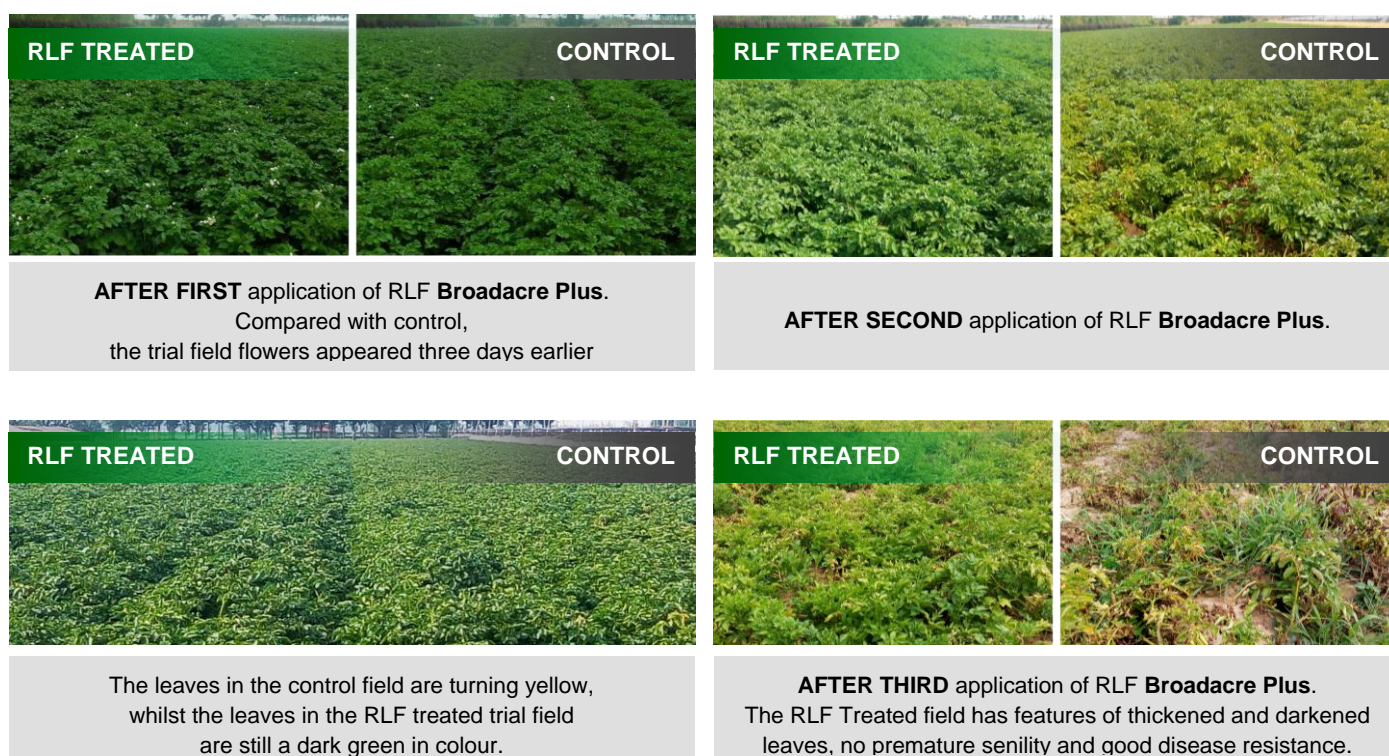 RLF TREATED
CONTROL
AFTER FIRST application of RLF Broadacre Plus.
Compared with control,
the trial field flowers appeared three days earlier
RLF TREATED
CONTROL
AFTER SECOND application of RLF Broadacre Plus.
RLF TREATED
CONTROL
The leaves in the control field are turning yellow,
whilst the leaves in the RLF treated trial field
are still a dark green in colour.
RLF TREATED
CONTROL
AFTER THIRD application of RLF Broadacre Plus.
The RLF Treated field has features of thickened and darkened
leaves, no premature senility and good disease resistance.